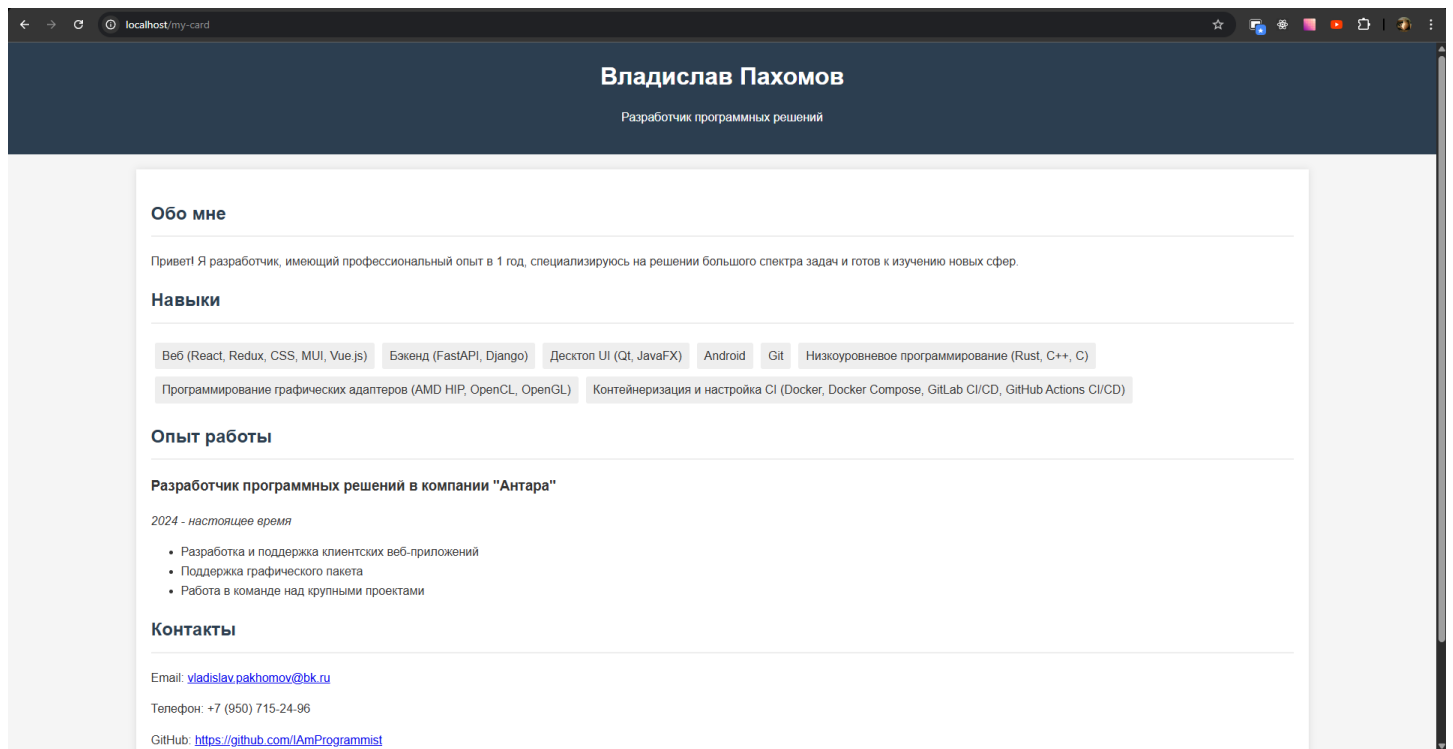 localhost/my-card
Владислав Пахомов
Разработчик программных решений
Обо мне
Привет! Я разработчик, имеющий профессиональный опыт в 1 год, специализируюсь на решении большого спектра задач и готов к изучению новых сфер.
Навыки
Веб (React, Redux, CSS, MUI, Vue.js) Бэкенд (FastAPI, Django) Десктоп UI (Qt, JavaFX) Android Git Низкоуровневое программирование (Rust, C++, C)
Программирование графических адаптеров (AMD HIP, OpenCL, OpenGL) Контейнеризация и настройка CI (Docker, Docker Compose, GitLab CI/CD, GitHub Actions CI/CD)
Опыт работы
Разработчик программных решений в компании "Антара"
2024 - настоящее время
• Разработка и поддержка клиентских веб-приложений
• Поддержка графического пакета
• Работа в команде над крупными проектами
Контакты
Email: vladislav.pakhomov@bk.ru
Телефон: +7 (950) 715-24-96
GitHub: https://github.com/IAmProgrammist